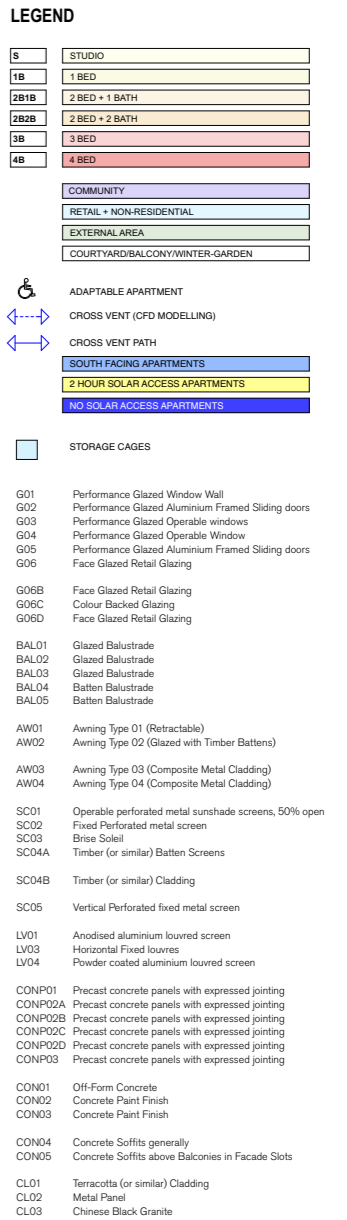 LEGEND
S STUDIO
1B 1 BED
2B1B 2 BED + 1 BATH
2B2B 2 BED + 2 BATH
3B 3 BED
4B 4 BED
COMMUNITY
RETAIL + NON-RESIDENTIAL
EXTERNAL AREA
COURTYARD/BALCONY/WINTER-GARDEN
ADAPTABLE APARTMENT
CROSS VENT (CFD MODELLING)
CROSS VENT PATH
SOUTH FACING APARTMENTS
2 HOUR SOLAR ACCESS APARTMENTS
NO SOLAR ACCESS APARTMENTS
STORAGE CAGES
G01 Performance Glazed Window Wall
G02 Performance Glazed Aluminium Framed Sliding doors
G03 Performance Glazed Operable windows
G04 Performance Glazed Operable Window
G05 Performance Glazed Aluminium Framed Sliding doors
G06 Face Glazed Retail Glazing
G06B Face Glazed Retail Glazing
G06C Colour Backed Glazing
G06D Face Glazed Retail Glazing
BAL01 Glazed Balustrade
BAL02 Glazed Balustrade
BAL03 Glazed Balustrade
BAL04 Batten Balustrade
BAL05 Batten Balustrade
AW01 Awning Type 01 (Retractable)
AW02 Awning Type 02 (Glazed with Timber Battens)
AW03 Awning Type 03 (Composite Metal Cladding)
AW04 Awning Type 04 (Composite Metal Cladding)
SC01 Operable perforated metal sunshade screens, 50% open
SC02 Fixed Perforated metal screen
SC03 Brise Soleil
SC04A Timber (or similar) Batten Screens
SC04B Timber (or similar) Cladding
SC05 Vertical Perforated fixed metal screen
LV01 Anodised aluminium louvred screen
LV03 Horizontal Fixed louvres
LV04 Powder coated aluminium louvred screen
CONP01 Precast concrete panels with expressed jointing
CONP02A Precast concrete panels with expressed jointing
CONP02B Precast concrete panels with expressed jointing
CONP02C Precast concrete panels with expressed jointing
CONP02D Precast concrete panels with expressed jointing
CONP03 Precast concrete panels with expressed jointing
CON01 Off-Form Concrete
CON02 Concrete Paint Finish
CON03 Concrete Paint Finish
CON04 Concrete Soffits generally
CON05 Concrete Soffits above Balconies in Facade Slots
CL01 Terracotta (or similar) Cladding
CL02 Metal Panel
CL03 Chinese Black Granite